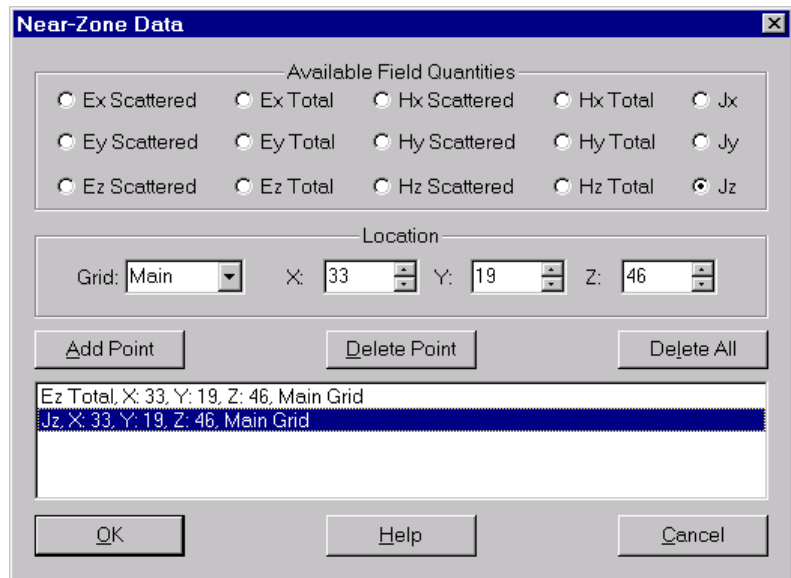 Near-Zone Data
Available Field Quantities
Ex Scattered Ex Total Hx Scattered Hx Total Jx
Ey Scattered Ey Total Hy Scattered Hy Total Jy
Ez Scattered Ez Total Hz Scattered Hz Total Jz
Location
Grid: Main X: 33 Y: 19 Z: 46
Add Point Delete Point Delete All
Ez Total, X: 33, Y: 19, Z: 46, Main Grid
Jz, X: 33, Y: 19, Z: 46, Main Grid
OK Help Cancel